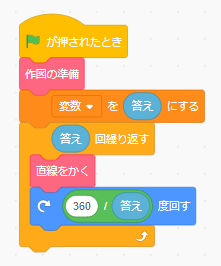 が押されたとき
作図の準備
変数 を 答え にする
答え 回繰り返す
直線をかく
360 / 答え 度回す